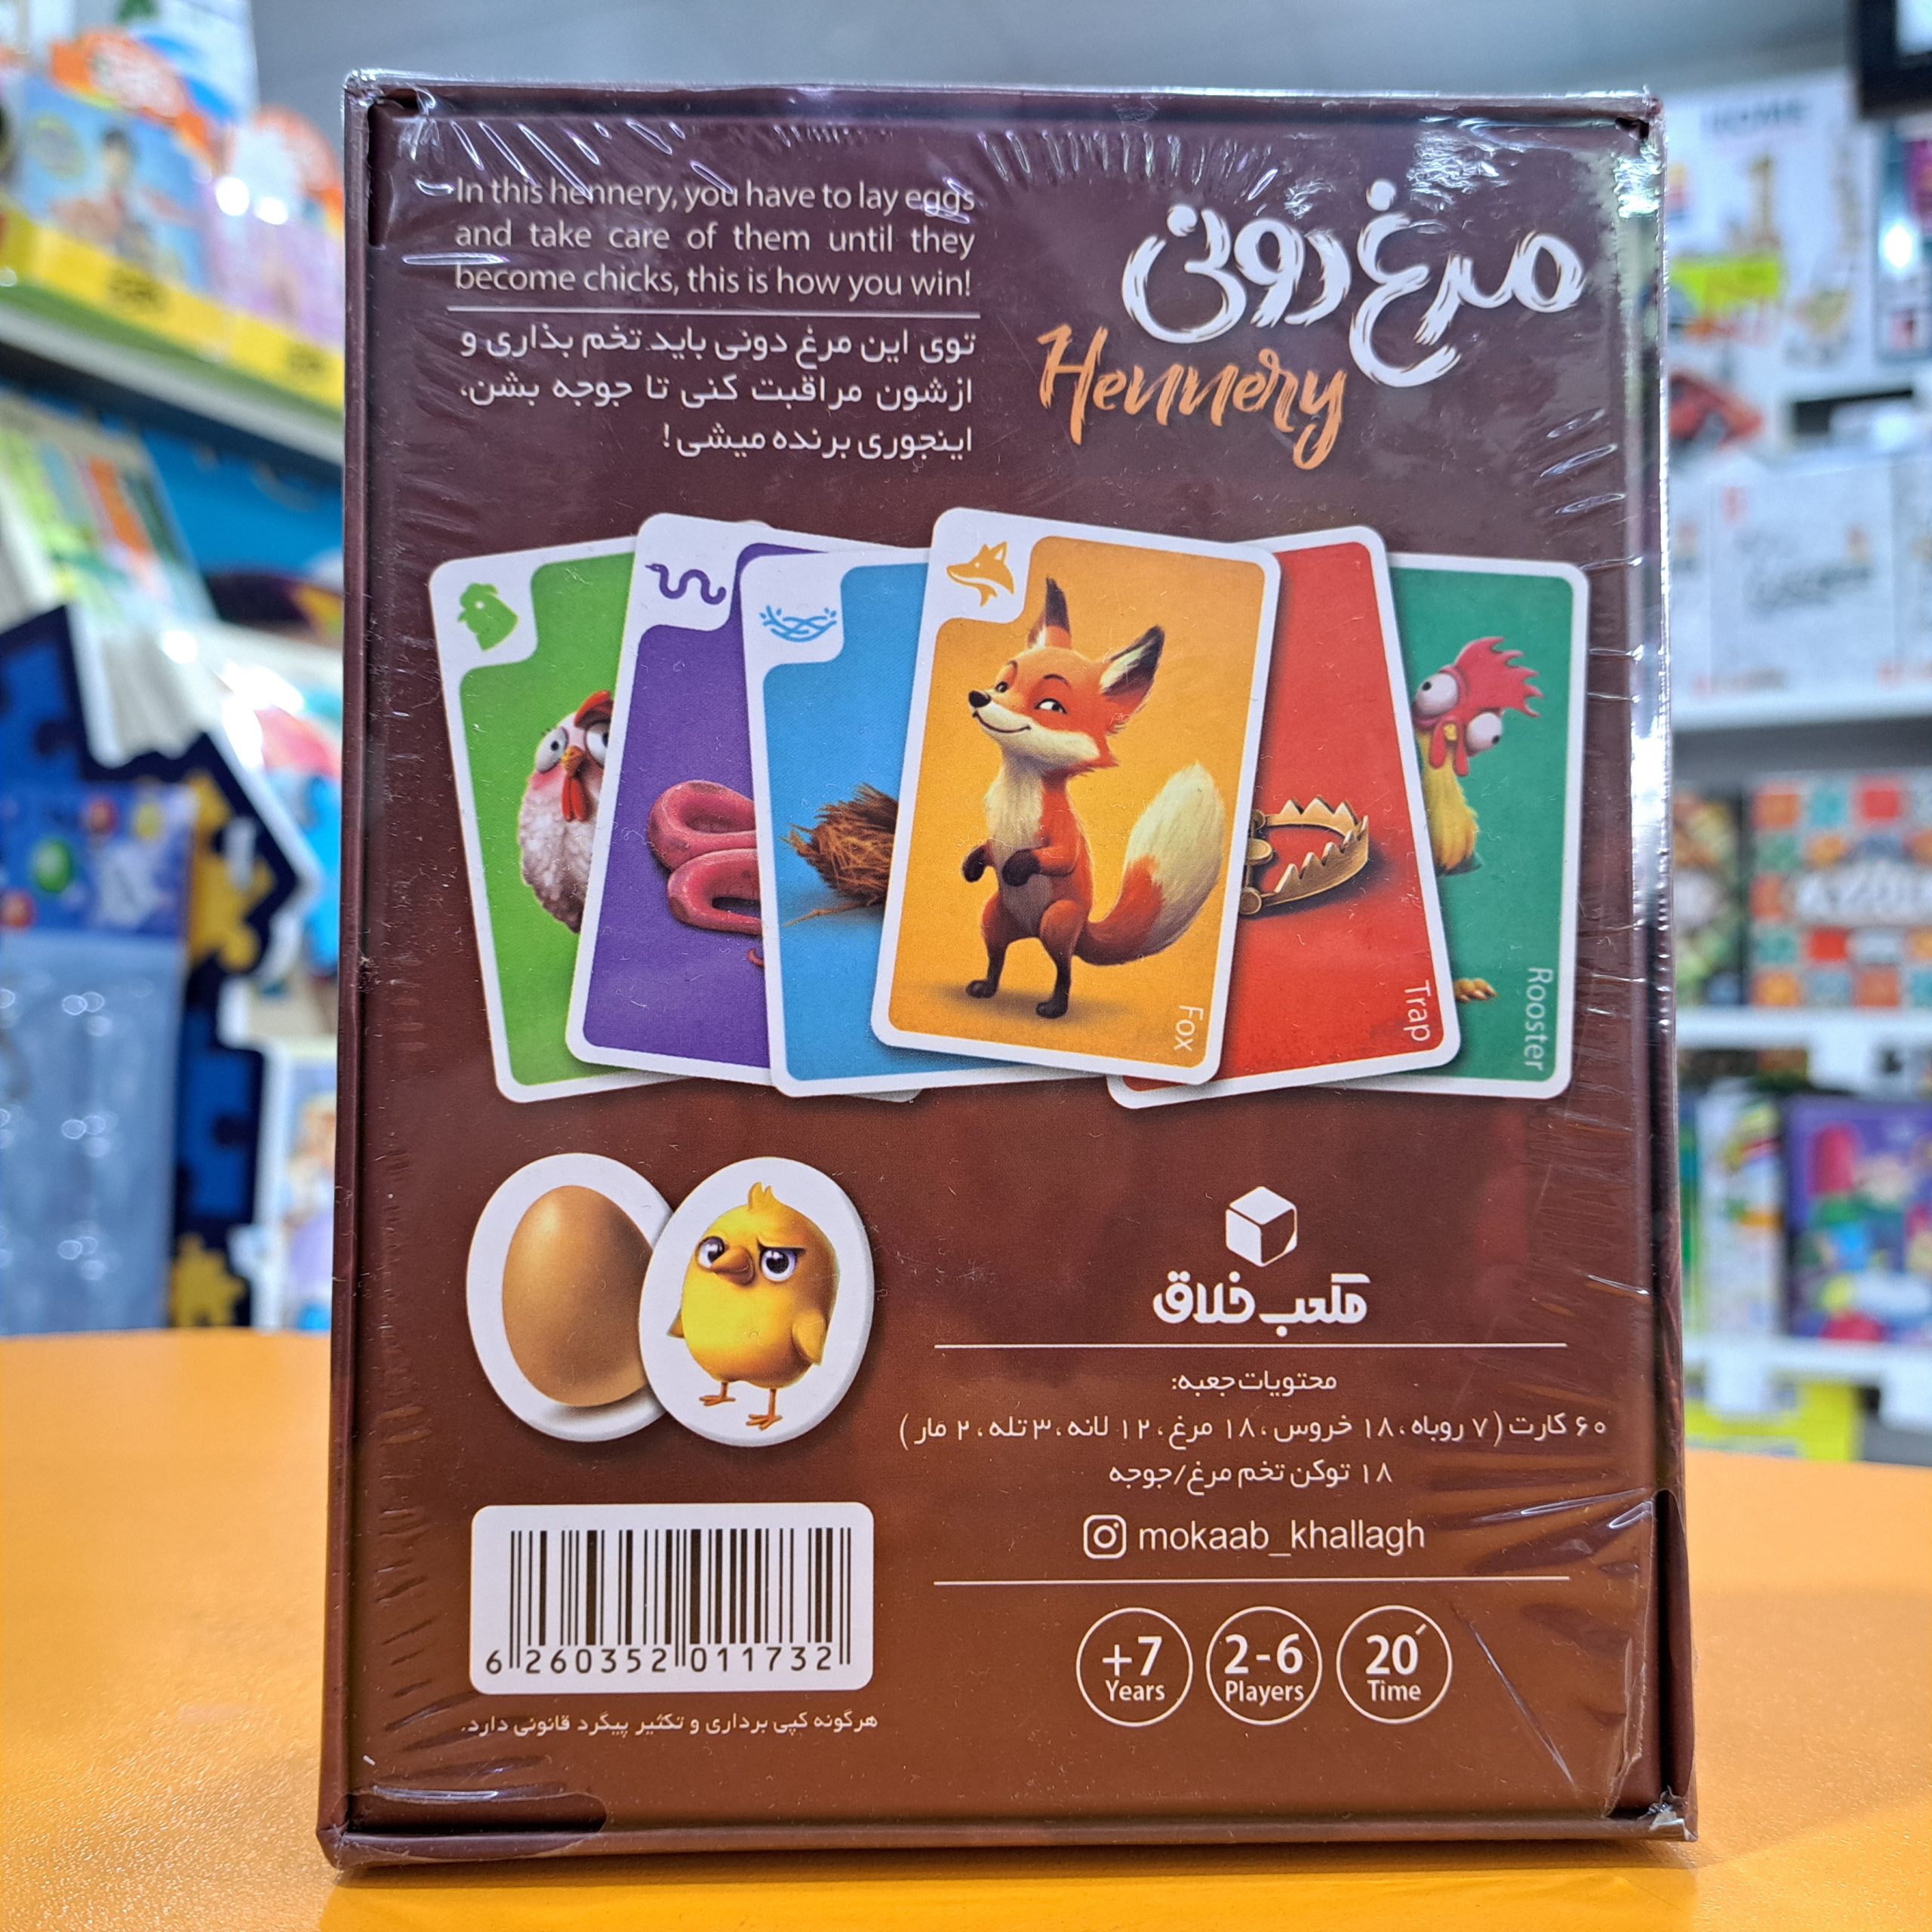 In this hennery, you have to lay eggs
and take care of them until they
become chicks, this is how you win!
توی این مرغ دونی باید تخم بذاری و
ازشون مراقبت کنی تا جوجه بشن،
اینجوری برنده میشی!
مرغ دونی
Hennery
Fox
Trap
Rooster
مکعب خلاق
محتویات جعبه:
۶۰ کارت (۷ روباه، ۱۸ خروس، ۱۸ مرغ، ۱۲ لانه، ۳ تله، ۲ مار)
۱۸ توکن تخم مرغ/جوجه
mokaab_khallagh
+7
Years
2-6
Players
20′
Time
6 260352 011732
هرگونه کپی برداری و تکثیر پیگرد قانونی دارد.
HOME